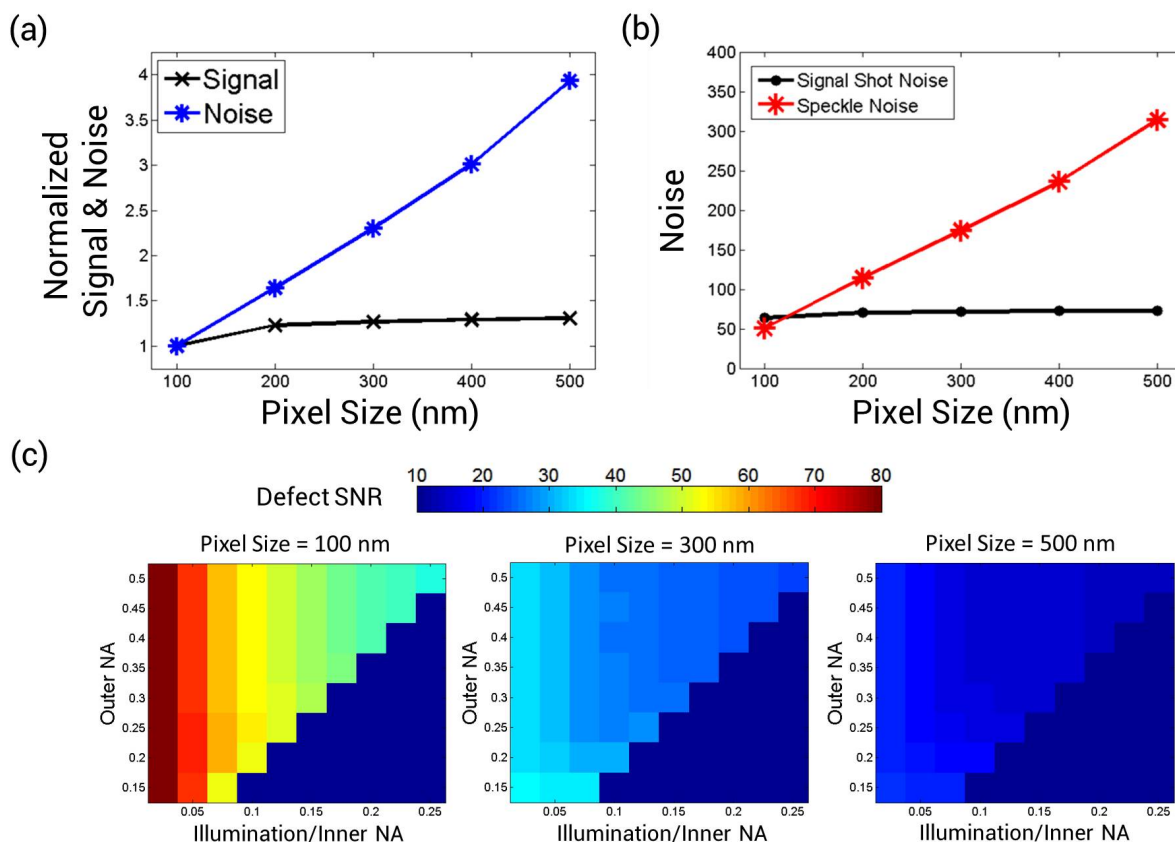 (a)
Normalized
Signal & Noise
4
3.5
3
2.5
2
1.5
1
Signal
Noise
100 200 300 400 500
Pixel Size (nm)
(b)
Noise
400
350
300
250
200
150
100
50
0
Signal Shot Noise
Speckle Noise
100 200 300 400 500
Pixel Size (nm)
(c)
Defect SNR
10 20 30 40 50 60 70 80
Pixel Size = 100 nm
Outer NA
0.5
0.45
0.4
0.35
0.3
0.25
0.2
0.15
0.05 0.1 0.15 0.2 0.25
Illumination/Inner NA
Pixel Size = 300 nm
Outer NA
0.5
0.45
0.4
0.35
0.3
0.25
0.2
0.15
0.05 0.1 0.15 0.2 0.25
Illumination/Inner NA
Pixel Size = 500 nm
Outer NA
0.5
0.45
0.4
0.35
0.3
0.25
0.2
0.15
0.05 0.1 0.15 0.2 0.25
Illumination/Inner NA